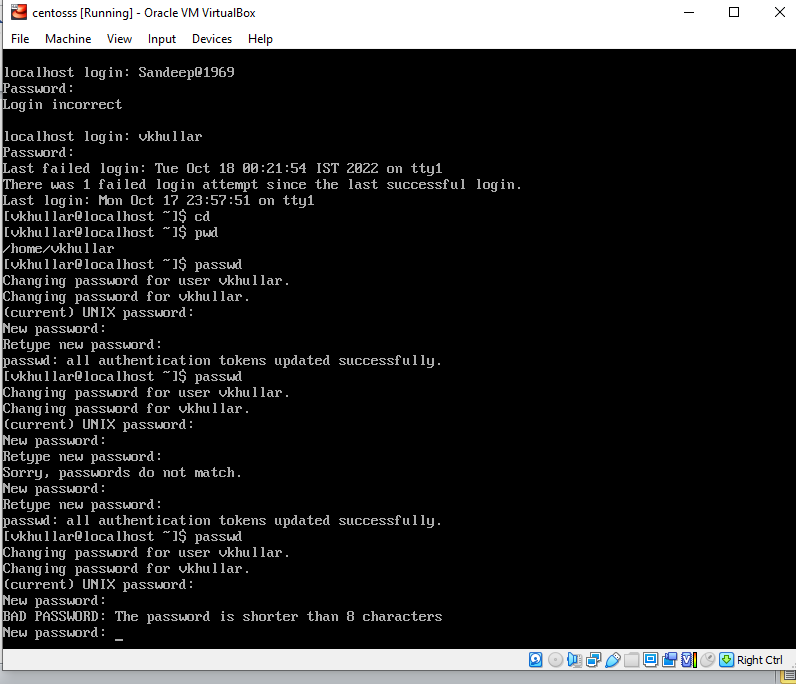 centosss [Running] - Oracle VM VirtualBox
File Machine View Input Devices Help
localhost login: Sandeep@1969
Password:
Login incorrect
localhost login: vkhullar
Password:
Last failed login: Tue Oct 18 00:21:54 IST 2022 on tty1
There was 1 failed login attempt since the last successful login.
Last login: Mon Oct 17 23:57:51 on tty1
[vkhullar@localhost ~]$ cd
[vkhullar@localhost ~]$ pwd
/home/vkhullar
[vkhullar@localhost ~]$ passwd
Changing password for user vkhullar.
Changing password for vkhullar.
(current) UNIX password:
New password:
Retype new password:
passwd: all authentication tokens updated successfully.
[vkhullar@localhost ~]$ passwd
Changing password for user vkhullar.
Changing password for vkhullar.
(current) UNIX password:
New password:
Retype new password:
Sorry, passwords do not match.
New password:
Retype new password:
passwd: all authentication tokens updated successfully.
[vkhullar@localhost ~]$ passwd
Changing password for user vkhullar.
Changing password for vkhullar.
(current) UNIX password:
New password:
BAD PASSWORD: The password is shorter than 8 characters
New password: _
Right Ctrl